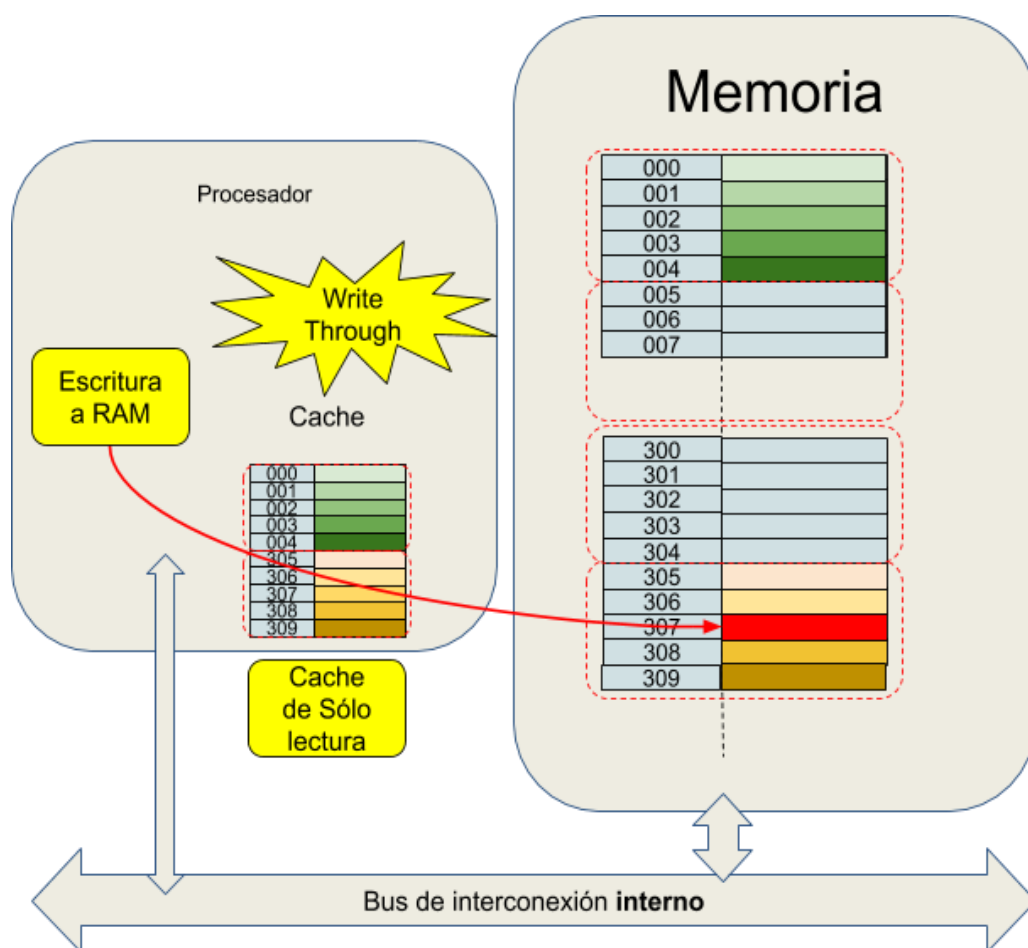 Memoria
000
001
002
003
004
005
006
007
300
301
302
303
304
305
306
307
308
309
Procesador
Write
Through
Escritura
a RAM
Cache
000
001
002
003
004
305
306
307
308
309
Cache
de Sólo
lectura
Bus de interconexión interno